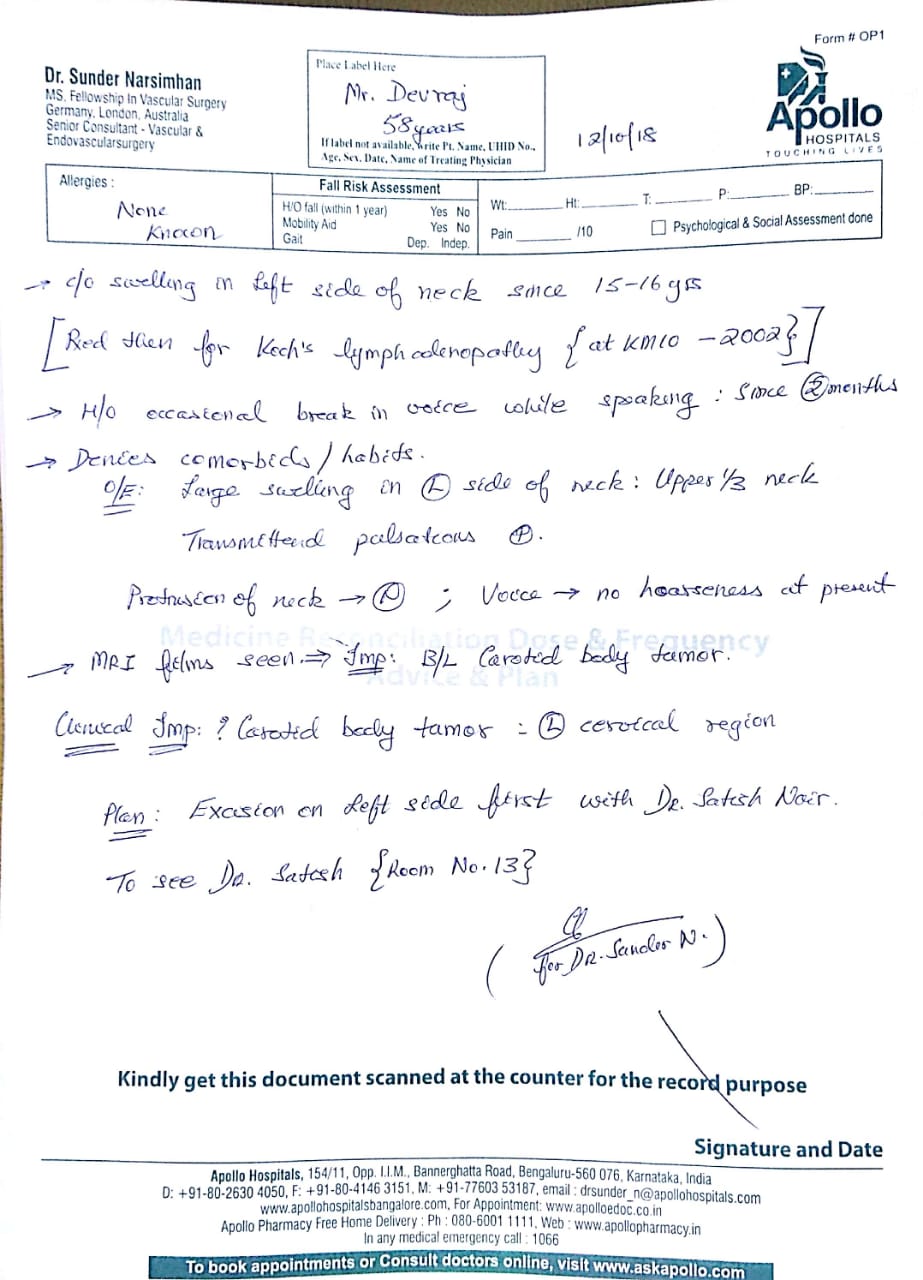 Form # OP1
Dr. Sunder Narsimhan
MS, Fellowship In Vascular Surgery
Germany, London, Australia
Senior Consultant - Vascular &
Endovascularsurgery
Place Label Here
Mr. Devraj
58 years
If label not available, Write Pt. Name, UHID No.,
Age, Sex, Date, Name of Treating Physician
12/10/18
Apollo
HOSPITALS
TOUCHING LIVES
Allergies :
None
Known
Fall Risk Assessment
H/O fall (within 1 year) Yes No
Mobility Aid Yes No
Gait Dep. Indep.
Wt: Ht: T: P: BP:
Pain /10 Psychological & Social Assessment done
→ c/o swelling in left side of neck since 15-16 yrs
[Rxed then for Koch's lymphadenopathy {at KMIO - 2002}]
→ H/O occasional break in voice while speaking : Since 2 months
→ Denies comorbids / habits.
O/E: Large swelling in L side of neck : Upper 1/3 neck
Transmittend pulsations +.
of neck → N ; Voice → no hoarseness at present
Medicine Reconciliation Dose & Frequency
Advice & Plan
→ MRI films seen. ⇒ Imp: B/L Carotid body tumor.
Clinical Imp: ? Carotid body tumor : L cervical region
Plan : Excision on left side first with Dr. Satish Nair.
To see Dr. Satish {Room No. 13}
(for DR. Sunder N.)
Kindly get this document scanned at the counter for the record purpose
Signature and Date
Apollo Hospitals, 154/11, Opp. I.I.M., Bannerghatta Road, Bengaluru-560 076, Karnataka, India
D: +91-80-2630 4050, F: +91-80-4146 3151, M: +91-77603 53187, email : drsunder_n@apollohospitals.com
www.apollohospitalsbangalore.com, For Appointment: www.apolloedoc.co.in
Apollo Pharmacy Free Home Delivery : Ph : 080-6001 1111, Web : www.apollopharmacy.in
In any medical emergency call : 1066
To book appointments or Consult doctors online, visit www.askapollo.com